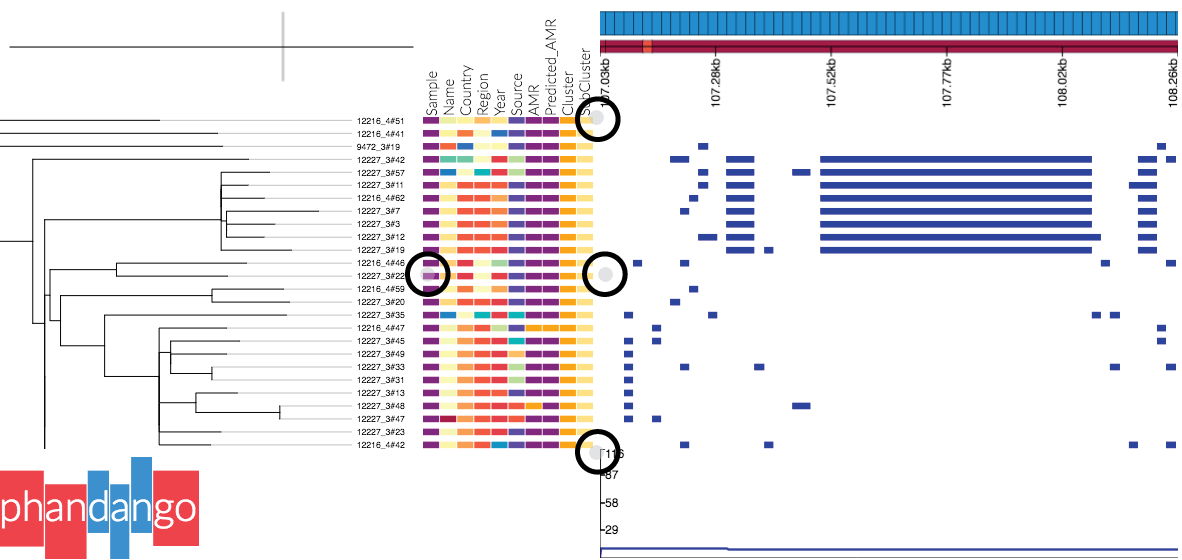 Sample
Name
Country
Region
Year
Source
AMR
Predicted_AMR
Cluster
SubCluster
107.03kb
107.28kb
107.52kb
107.77kb
108.02kb
108.26kb
12216_4#51
12216_4#41
9472_3#19
12227_3#42
12227_3#57
12227_3#11
12216_4#62
12227_3#7
12227_3#3
12227_3#12
12227_3#19
12216_4#46
12227_3#22
12216_4#59
12227_3#20
12227_3#35
12216_4#47
12227_3#45
12227_3#49
12227_3#33
12227_3#31
12227_3#13
12227_3#48
12227_3#47
12227_3#23
12216_4#42
116
87
58
29
phandango